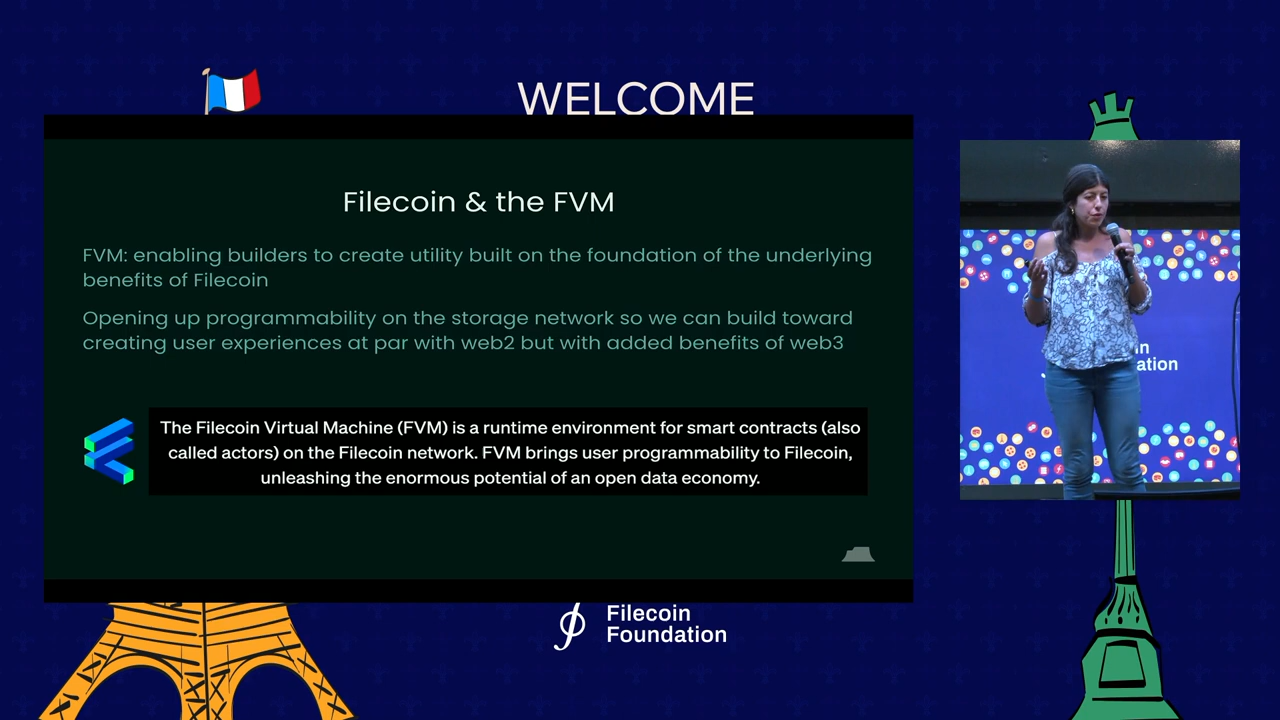 WELCOME
Filecoin & the FVM
FVM: enabling builders to create utility built on the foundation of the underlying
benefits of Filecoin
Opening up programmability on the storage network so we can build toward
creating user experiences at par with web2 but with added benefits of web3
The Filecoin Virtual Machine (FVM) is a runtime environment for smart contracts (also
called actors) on the Filecoin network. FVM brings user programmability to Filecoin,
unleashing the enormous potential of an open data economy.
in
ation
Filecoin
Foundation